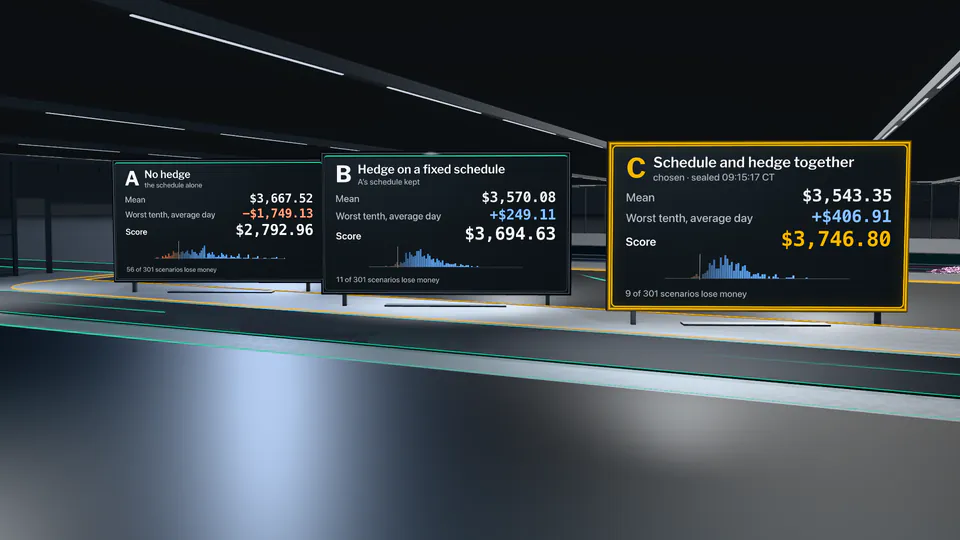 A No hedge
the schedule alone
Mean $3,667.52
Worst tenth, average day −$1,749.13
Score $2,792.96
56 of 301 scenarios lose money
B Hedge on a fixed schedule
A's schedule kept
Mean $3,570.08
Worst tenth, average day +$249.11
Score $3,694.63
11 of 301 scenarios lose money
C Schedule and hedge together
chosen · sealed 09:15:17 CT
Mean $3,543.35
Worst tenth, average day +$406.91
Score $3,746.80
9 of 301 scenarios lose money